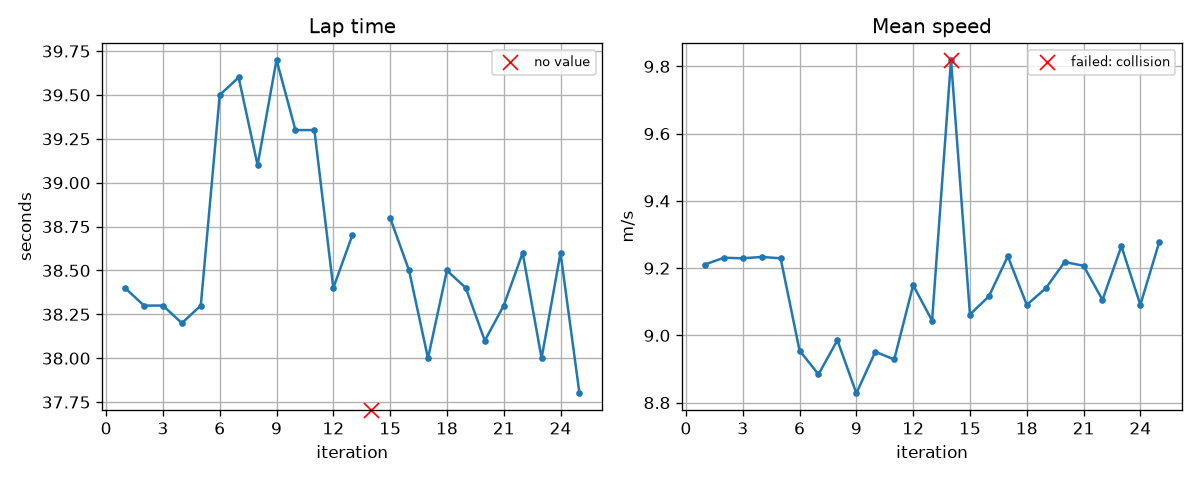 Lap time
39.75
39.50
39.25
39.00
38.75
38.50
38.25
38.00
37.75
seconds
0 3 6 9 12 15 18 21 24
iteration
no value
Mean speed
9.8
9.6
9.4
9.2
9.0
8.8
m/s
0 3 6 9 12 15 18 21 24
iteration
failed: collision